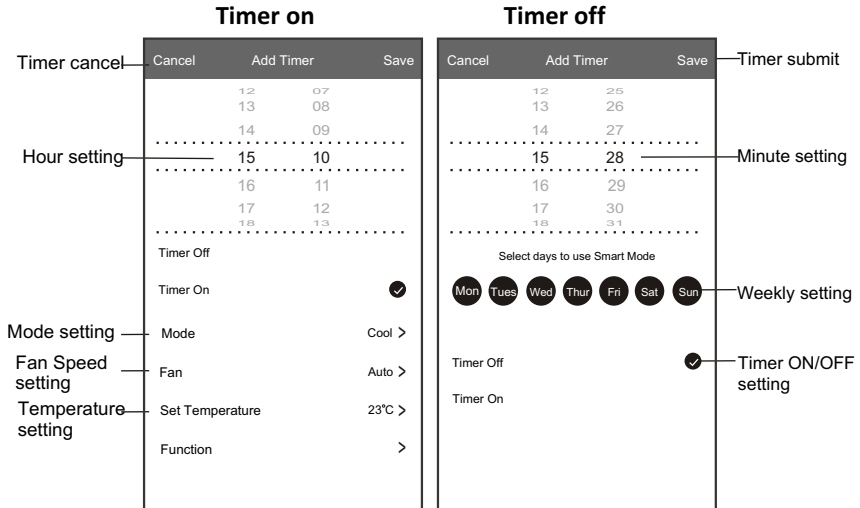 Timer on
Timer off
Timer cancel
Cancel Add Timer Save
12 07
13 08
14 09
Hour setting
15 10
16 11
17 12
18 13
Timer Off
Timer On
Mode setting
Mode Cool >
Fan Speed
setting
Fan Auto >
Temperature
setting
Set Temperature 23℃ >
Function >
Cancel Add Timer Save
Timer submit
12 25
13 26
14 27
15 28
Minute setting
16 29
17 30
18 31
Select days to use Smart Mode
Mon Tues Wed Thur Fri Sat Sun
Weekly setting
Timer Off
Timer ON/OFF
setting
Timer On